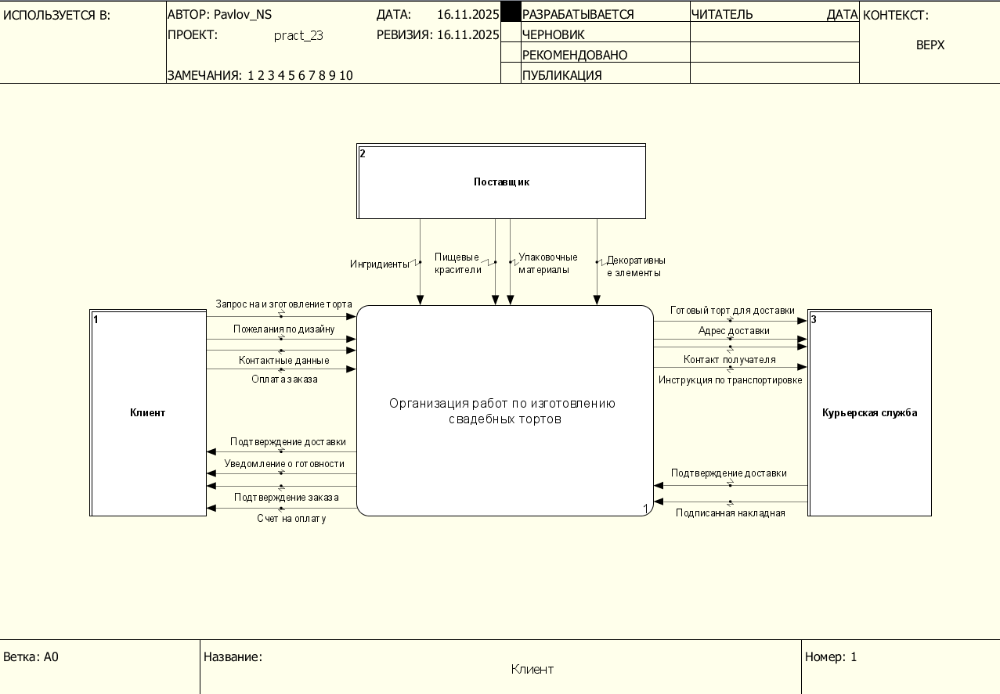 ИСПОЛЬЗУЕТСЯ В:
АВТОР: Pavlov_NS
ДАТА: 16.11.2025
РАЗРАБАТЫВАЕТСЯ
ЧИТАТЕЛЬ
ДАТА
КОНТЕКСТ:
ПРОЕКТ: pract_23
РЕВИЗИЯ: 16.11.2025
ЧЕРНОВИК
ВЕРХ
РЕКОМЕНДОВАНО
ЗАМЕЧАНИЯ: 1 2 3 4 5 6 7 8 9 10
ПУБЛИКАЦИЯ
2
Поставщик
Ингридиенты
Пищевые
красители
Упаковочные
материалы
Декоративны
е элементы
1
Клиент
Запрос на изготовление торта
Пожелания по дизайну
Контактные данные
Оплата заказа
Подтверждение доставки
Уведомление о готовности
Подтверждение заказа
Счет на оплату
Организация работ по изготовлению
свадебных тортов
1
Готовый торт для доставки
Адрес доставки
Контакт получателя
Инструкция по транспортировке
Подтверждение доставки
Подписанная накладная
3
Курьерская служба
Ветка: A0
Название:
Клиент
Номер: 1